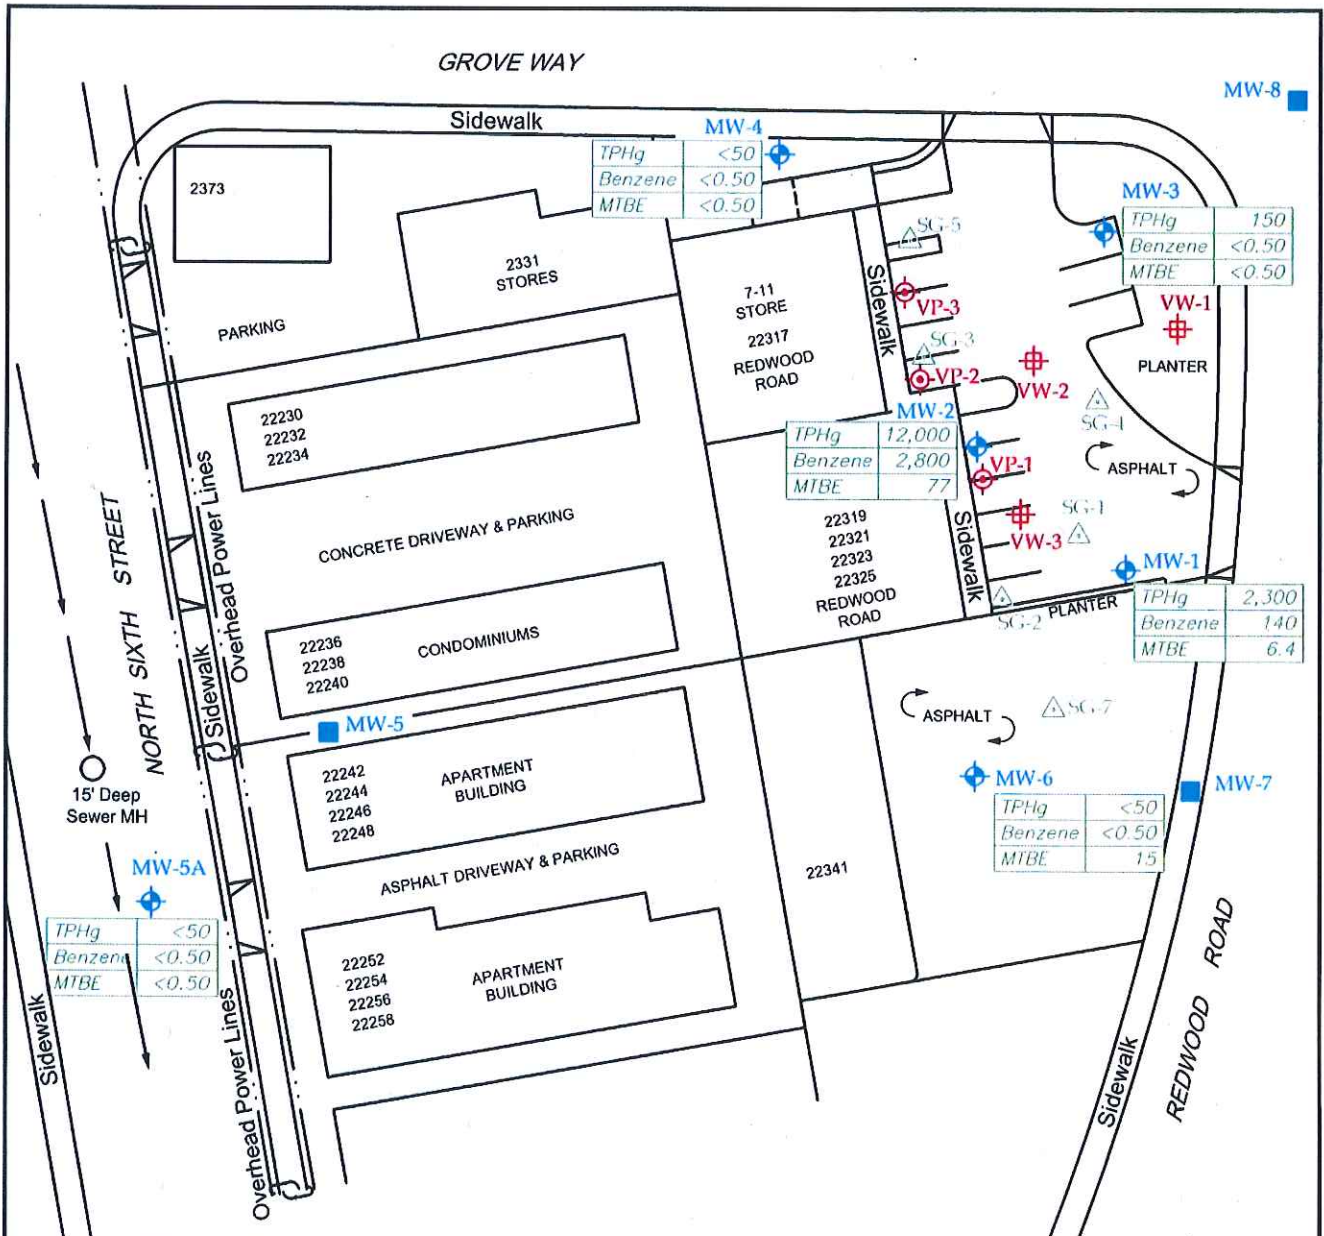 GROVE WAY
MW-8
Sidewalk
MW-4
TPHg <50
Benzene <0.50
MTBE <0.50
2373
MW-3
TPHg 150
Benzene <0.50
MTBE <0.50
SG-5
2331
STORES
Sidewalk
7-11
STORE
22317
REDWOOD
ROAD
VP-3
VW-1
PARKING
SG-3
PLANTER
VP-2
VW-2
SG-4
22230
22232
22234
MW-2
TPHg 12,000
Benzene 2,800
MTBE 77
VP-1
ASPHALT
Overhead Power Lines
NORTH SIXTH STREET
CONCRETE DRIVEWAY & PARKING
22319
22321
22323
22325
REDWOOD
ROAD
Sidewalk
SG-1
VW-3
MW-1
TPHg 2,300
Benzene 140
MTBE 6.4
SG-2
PLANTER
22236
22238
22240
CONDOMINIUMS
Sidewalk
MW-5
ASPHALT
SG-7
22242
22244
22246
22248
APARTMENT
BUILDING
15' Deep
Sewer MH
MW-6
TPHg <50
Benzene <0.50
MTBE 15
MW-7
MW-5A
TPHg <50
Benzene <0.50
MTBE <0.50
ASPHALT DRIVEWAY & PARKING
22341
22252
22254
22256
22258
APARTMENT
BUILDING
Sidewalk
Overhead Power Lines
Sidewalk
REDWOOD ROAD